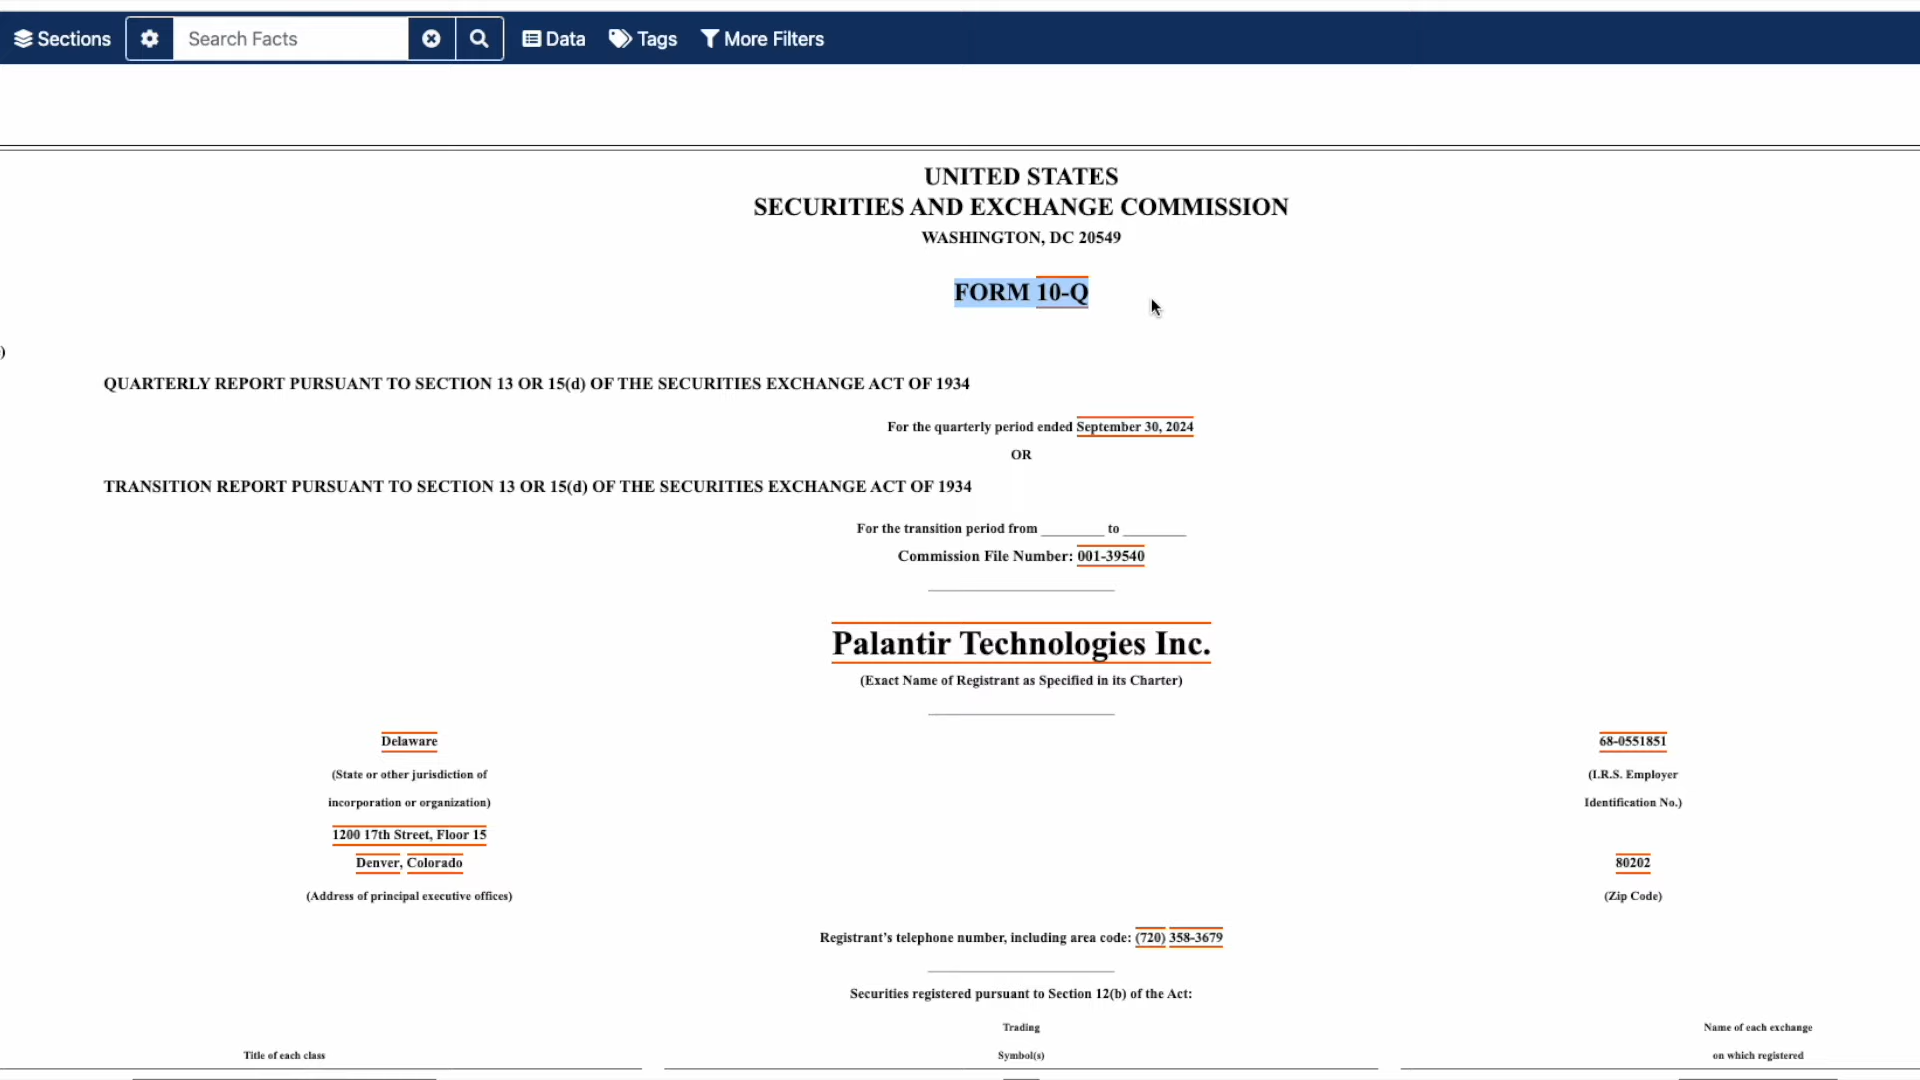 Sections Search Facts Data Tags More Filters
UNITED STATES
SECURITIES AND EXCHANGE COMMISSION
WASHINGTON, DC 20549
FORM 10-Q
)
QUARTERLY REPORT PURSUANT TO SECTION 13 OR 15(d) OF THE SECURITIES EXCHANGE ACT OF 1934
For the quarterly period ended September 30, 2024
OR
TRANSITION REPORT PURSUANT TO SECTION 13 OR 15(d) OF THE SECURITIES EXCHANGE ACT OF 1934
For the transition period from _________ to _________
Commission File Number: 001-39540
Palantir Technologies Inc.
(Exact Name of Registrant as Specified in its Charter)
Delaware 68-0551851
(State or other jurisdiction of (I.R.S. Employer
incorporation or organization) Identification No.)
1200 17th Street, Floor 15
Denver, Colorado 80202
(Address of principal executive offices) (Zip Code)
Registrant’s telephone number, including area code: (720) 358-3679
Securities registered pursuant to Section 12(b) of the Act:
Trading Name of each exchange
Title of each class Symbol(s) on which registered